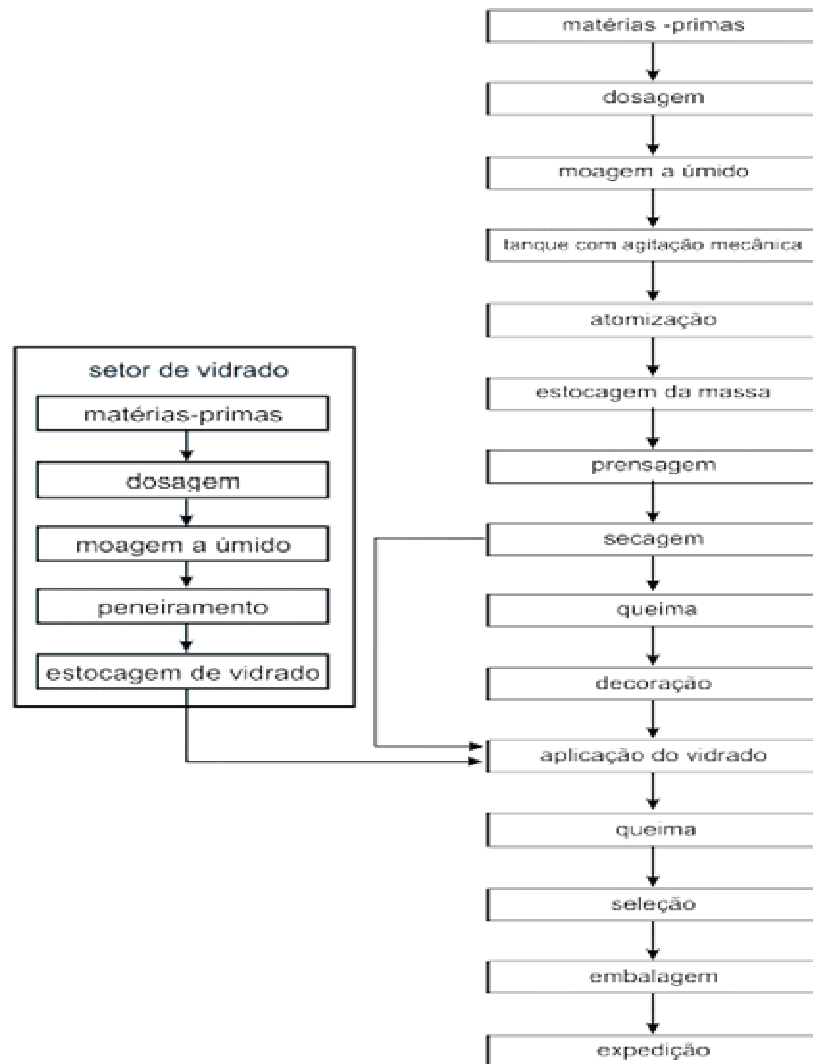 matérias -primas
dosagem
moagem a úmido
tanque com agitação mecânica
atomização
estocagem da massa
prensagem
secagem
queima
decoração
aplicação do vidrado
queima
seleção
embalagem
expedição
setor de vidrado
matérias-primas
dosagem
moagem a úmido
peneiramento
estocagem de vidrado